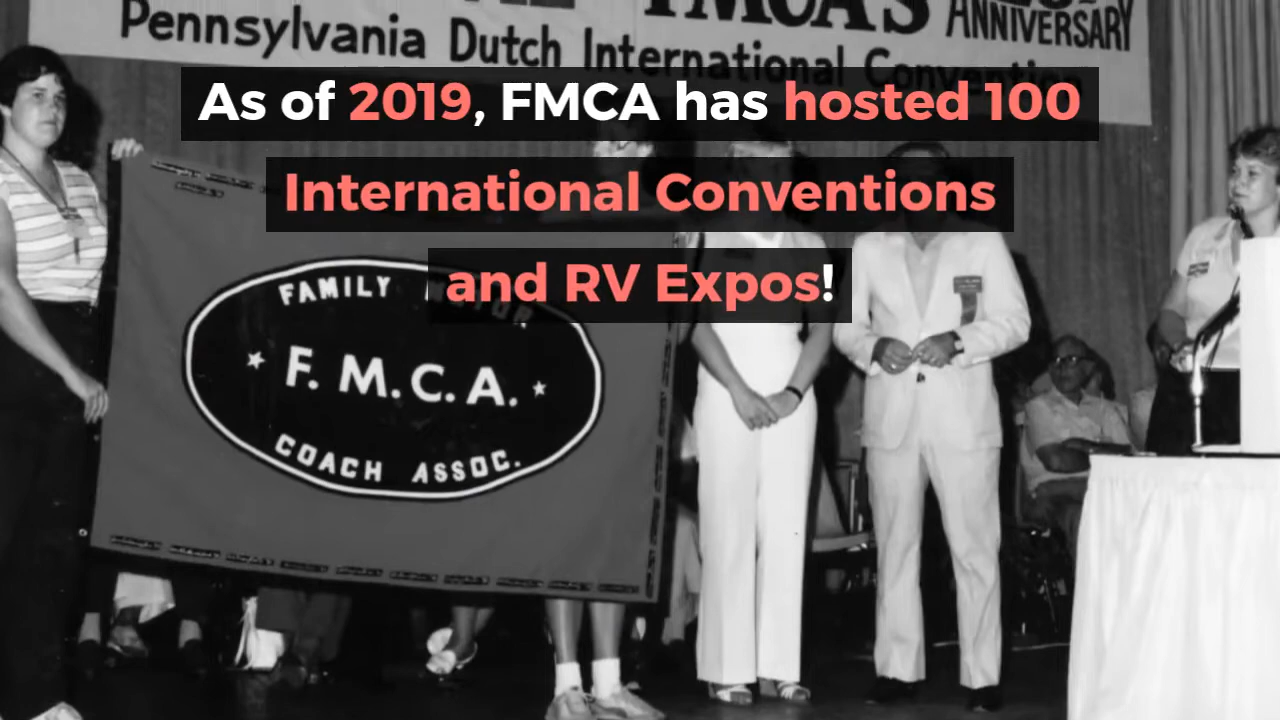 FMCA'S
ANNIVERSARY
Pennsylvania Dutch International Convention
As of 2019, FMCA has hosted 100
International Conventions
and RV Expos!
FAMILY MOTOR
F. M. C. A.
COACH ASSOC.